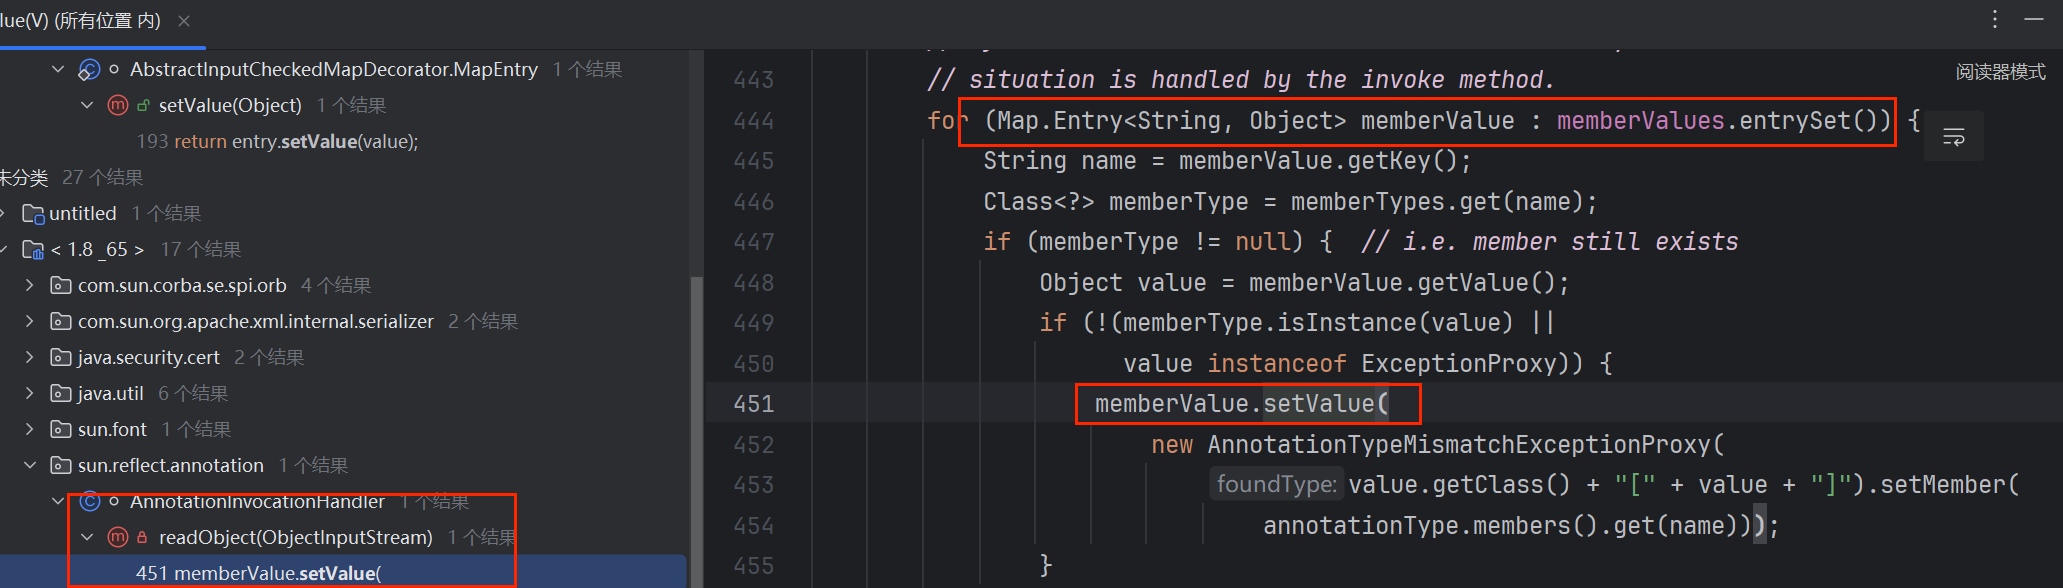 lue(V) (所有位置 内)
AbstractInputCheckedMapDecorator.MapEntry 1个结果
setValue(Object) 1个结果
193 return entry.setValue(value);
未分类 27个结果
untitled 1个结果
< 1.8 _65 > 17个结果
com.sun.corba.se.spi.orb 4个结果
com.sun.org.apache.xml.internal.serializer 2个结果
java.security.cert 2个结果
java.util 6个结果
sun.font 1个结果
sun.reflect.annotation 1个结果
AnnotationInvocationHandler 1个结果
readObject(ObjectInputStream) 1个结果
451 memberValue.setValue(
阅读器模式
443 // situation is handled by the invoke method.
444 for (Map.Entry<String, Object> memberValue : memberValues.entrySet()) {
445 String name = memberValue.getKey();
446 Class<?> memberType = memberTypes.get(name);
447 if (memberType != null) { // i.e. member still exists
448 Object value = memberValue.getValue();
449 if (!(memberType.isInstance(value) ||
450 value instanceof ExceptionProxy)) {
451 memberValue.setValue(
452 new AnnotationTypeMismatchExceptionProxy(
453 foundType: value.getClass() + "[" + value + "]").setMember(
454 annotationType.members().get(name)));
455 }